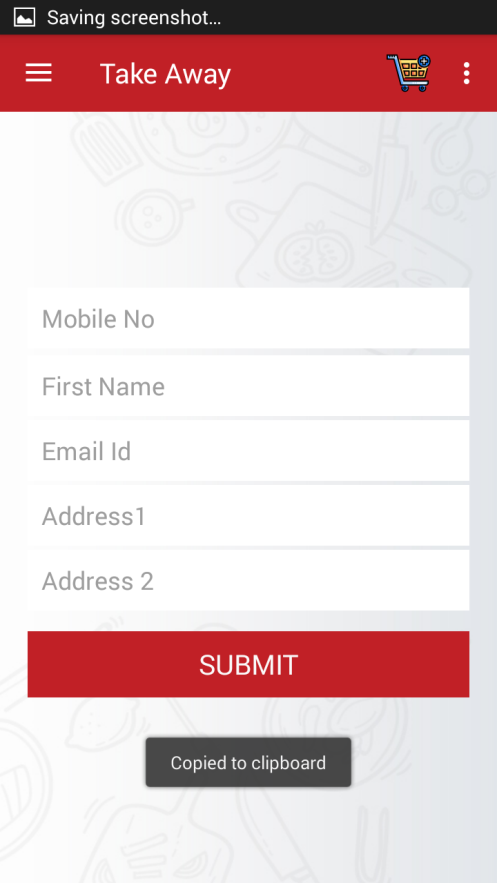 Saving screenshot...
Take Away
Mobile No
First Name
Email Id
Address1
Address 2
SUBMIT
Copied to clipboard